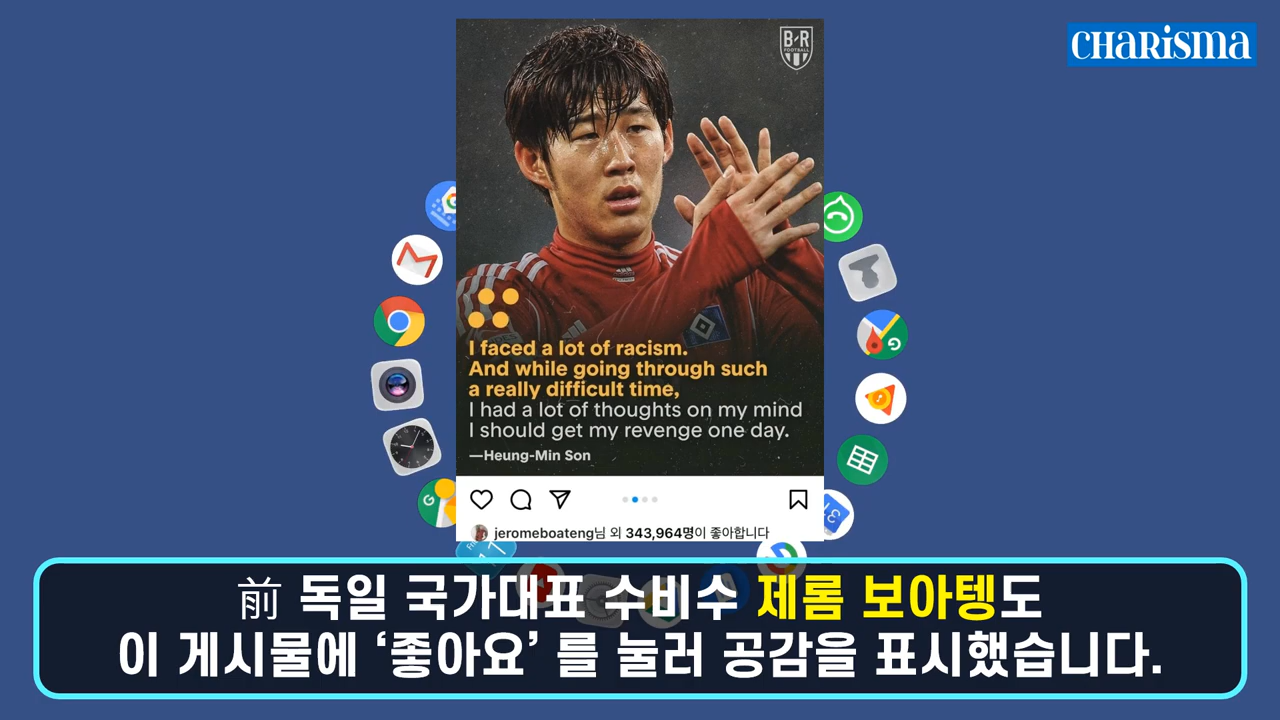 CHARiSMA
B/R
FOOTBALL
I faced a lot of racism.
And while going through such
a really difficult time,
I had a lot of thoughts on my mind
I should get my revenge one day.
—Heung-Min Son
jeromeboateng님 외 343,964명이 좋아합니다
前 독일 국가대표 수비수 제롬 보아텡도
이 게시물에 ‘좋아요’ 를 눌러 공감을 표시했습니다.